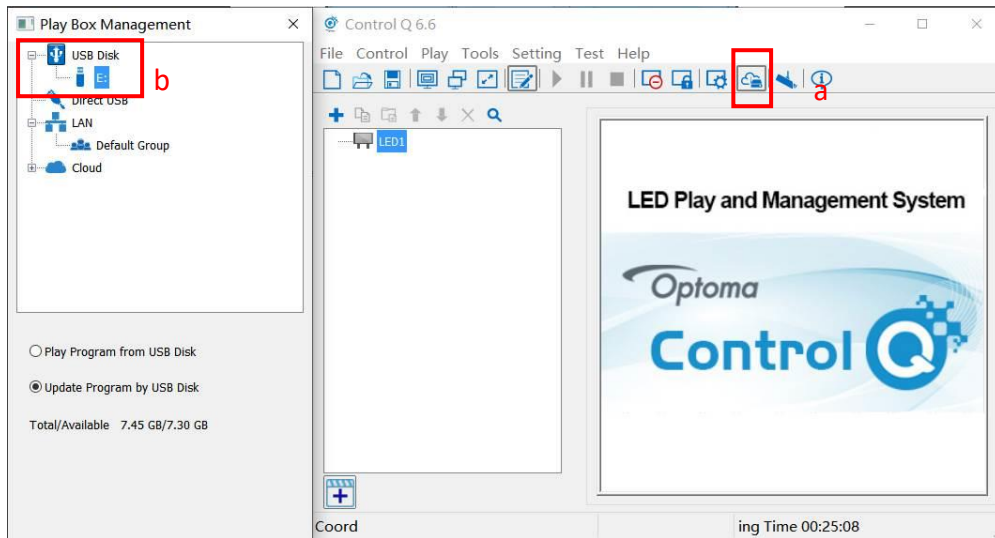 Play Box Management
USB Disk
E:
b
Direct USB
LAN
Default Group
Cloud
Play Program from USB Disk
Update Program by USB Disk
Total/Available 7.45 GB/7.30 GB
Control Q 6.6
File Control Play Tools Setting Test Help
a
LED1
LED Play and Management System
Optoma
Control Q
Coord
ing Time 00:25:08